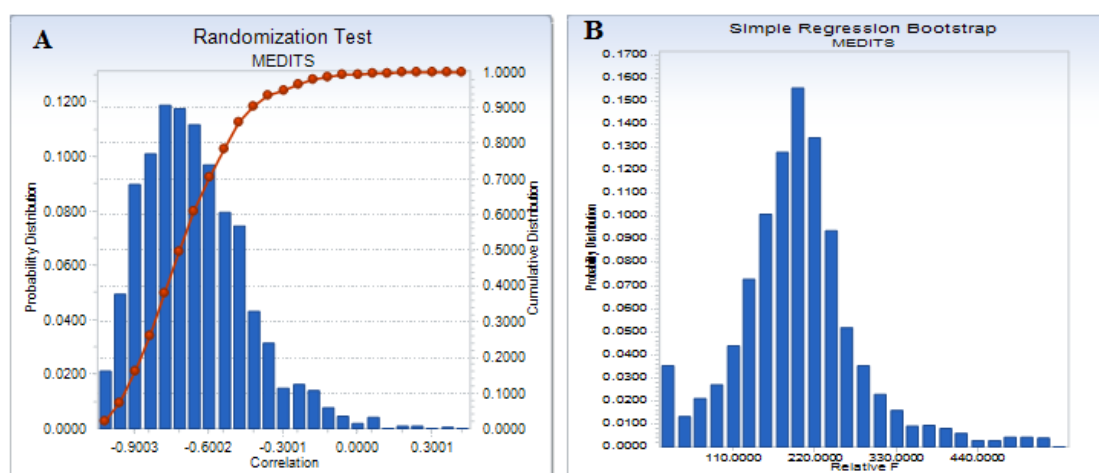 A
Randomization Test
MEDITS
Probability Distribution
0.1200
0.1000
0.0800
0.0600
0.0400
0.0200
0.0000
1.0000
0.9000
0.8000
0.7000
0.6000
0.5000
0.4000
0.3000
0.2000
0.1000
0.0000
Cumulative Distribution
-0.9003 -0.6002 -0.3001 0.0000 0.3001
Correlation
B
Simple Regression Bootstrap
MEDITS
Probability Distribution
0.1700
0.1600
0.1500
0.1400
0.1300
0.1200
0.1100
0.1000
0.0900
0.0800
0.0700
0.0600
0.0500
0.0400
0.0300
0.0200
0.0100
0.0000
110.0000 220.0000 330.0000 440.0000
Relative F